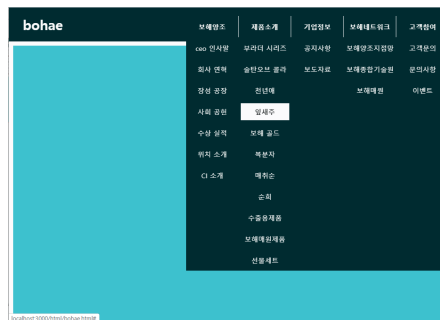 bohae
보해양조 제품소개 기업정보 보해네트워크 고객참여
ceo 인사말 부라더 시리즈 공지사항 보해양조지점망 고객문의
회사 연혁 술탄오브 콜라 보도자료 보해종합기술원 문의사항
장성 공장 천년애 보해매원 이벤트
사회 공헌 잎새주
수상 실적 보해 골드
위치 소개 복분자
CI 소개 매취순
순희
수출용제품
보해매원제품
선물세트
localhost:3000/html/bohae.html#